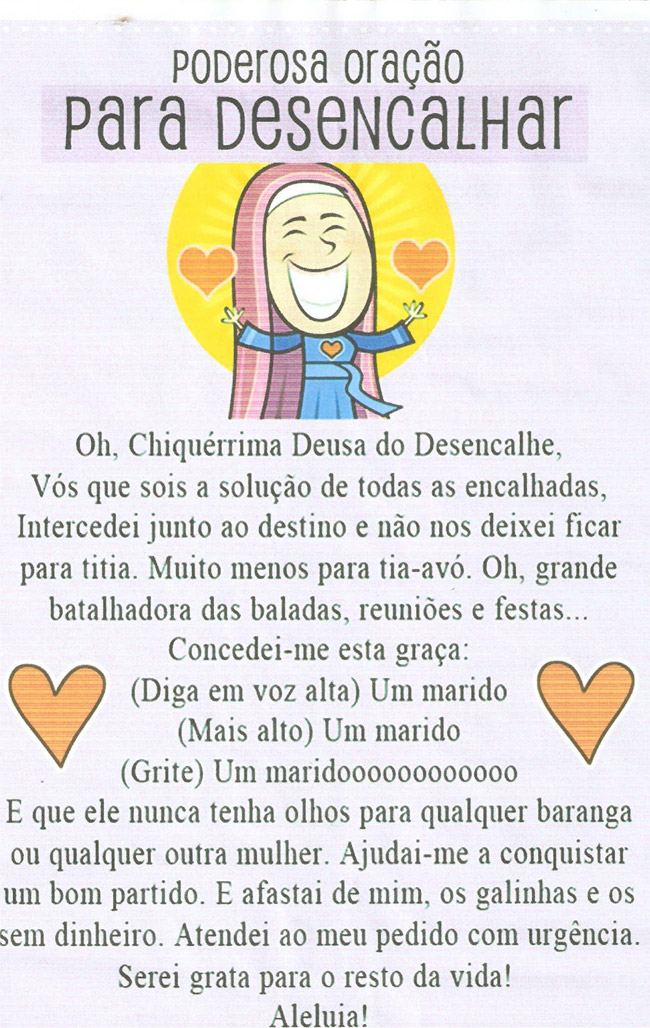 Poderosa oração
Para Desencalhar
Oh, Chiquérrima Deusa do Desencalhe,
Vós que sois a solução de todas as encalhadas,
Intercedei junto ao destino e não nos deixei ficar
para titia. Muito menos para tia-avó. Oh, grande
batalhadora das baladas, reuniões e festas...
Concedei-me esta graça:
(Diga em voz alta) Um marido
(Mais alto) Um marido
(Grite) Um maridoooooooooooo
E que ele nunca tenha olhos para qualquer baranga
ou qualquer outra mulher. Ajudai-me a conquistar
um bom partido. E afastai de mim, os galinhas e os
sem dinheiro. Atendei ao meu pedido com urgência.
Serei grata para o resto da vida!
Aleluia!